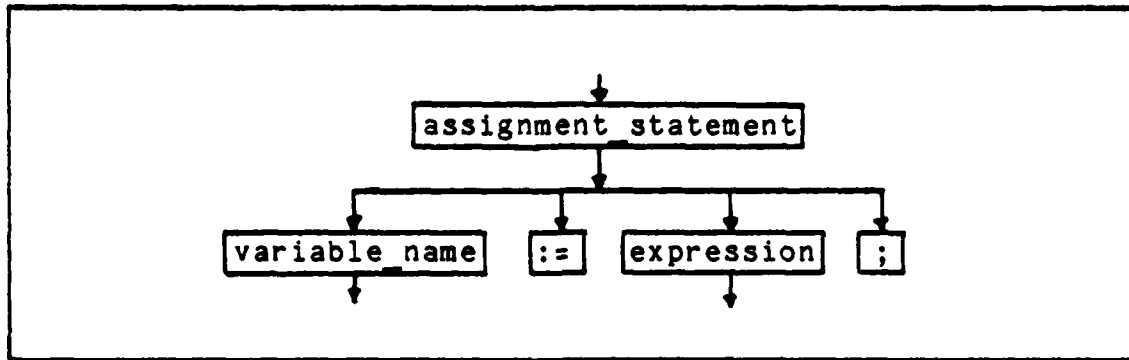 assignment_statement
variable_name := expression ;